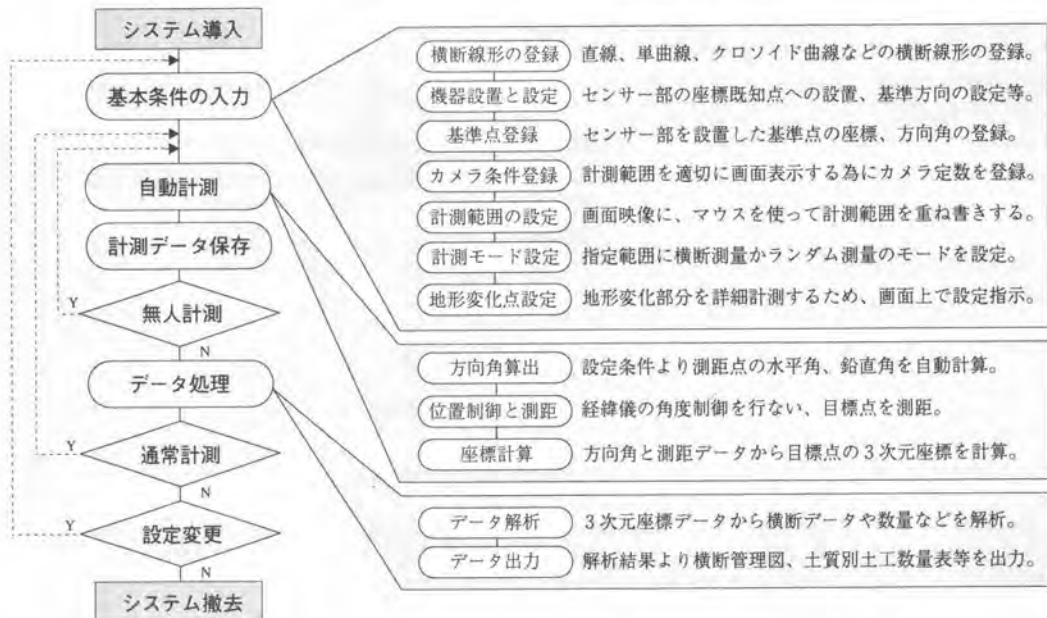 システム導入
基本条件の入力
自動計測
計測データ保存
Y
無人計測
N
データ処理
Y
通常計測
N
Y
設定変更
N
システム撤去
横断線形の登録 直線、単曲線、クロソイド曲線などの横断線形の登録。
機器設置と設定 センサー部の座標既知点への設置、基準方向の設定等。
基準点登録 センサー部を設置した基準点の座標、方向角の登録。
カメラ条件登録 計測範囲を適切に画面表示する為にカメラ定数を登録。
計測範囲の設定 画面映像に、マウスを使って計測範囲を重ね書きする。
計測モード設定 指定範囲に横断測量かランダム測量のモードを設定。
地形変化点設定 地形変化部分を詳細計測するため、画面上で設定指示。
方向角算出 設定条件より測距点の水平角、鉛直角を自動計算。
位置制御と測距 経緯儀の角度制御を行ない、目標点を測距。
座標計算 方向角と測距データから目標点の3次元座標を計算。
データ解析 3次元座標データから横断データや数量などを解析。
データ出力 解析結果より横断管理図、土質別土工数量表等を出力。